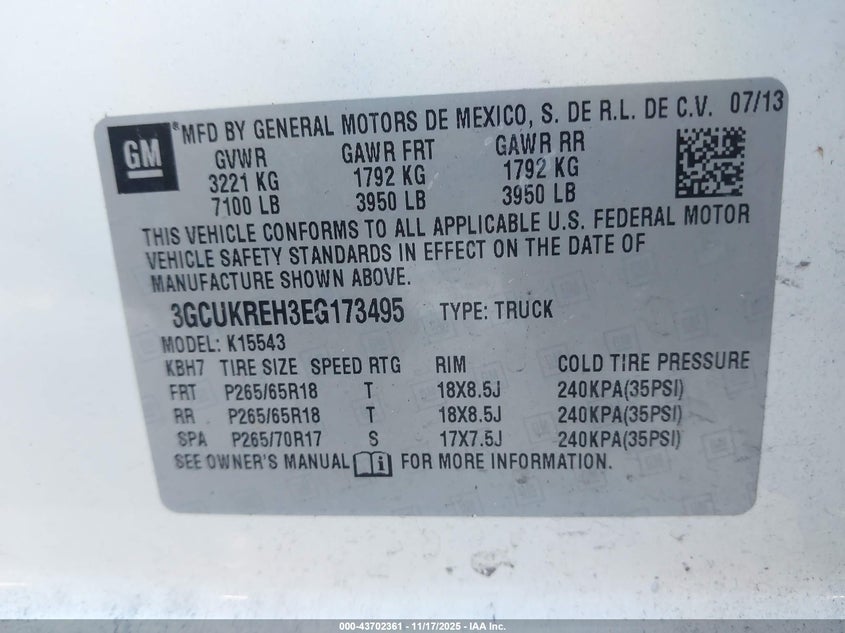 GM
® MFD BY GENERAL MOTORS DE MEXICO, S. DE R.L. DE C.V. 07/13
GVWR GAWR FRT GAWR RR
3221 KG 1792 KG 1792 KG
7100 LB 3950 LB 3950 LB
THIS VEHICLE CONFORMS TO ALL APPLICABLE U.S. FEDERAL MOTOR
VEHICLE SAFETY STANDARDS IN EFFECT ON THE DATE OF
MANUFACTURE SHOWN ABOVE.
3GCUKREH3EG173495 TYPE: TRUCK
MODEL: K15543
KBH7 TIRE SIZE SPEED RTG RIM COLD TIRE PRESSURE
FRT P265/65R18 T 18X8.5J 240KPA(35PSI)
RR P265/65R18 T 18X8.5J 240KPA(35PSI)
SPA P265/70R17 S 17X7.5J 240KPA(35PSI)
SEE OWNER'S MANUAL i FOR MORE INFORMATION.
000-43702361 - 11/17/2025 - IAA Inc.